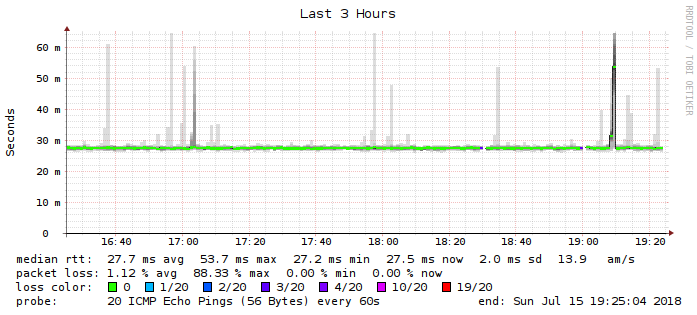 Last 3 Hours
RRDTOOL / TOBI OETIKER
Seconds
60 m
50 m
40 m
30 m
20 m
10 m
0
16:40 17:00 17:20 17:40 18:00 18:20 18:40 19:00 19:20
median rtt: 27.7 ms avg 53.7 ms max 27.2 ms min 27.5 ms now 2.0 ms sd 13.9 am/s
packet loss: 1.12 % avg 88.33 % max 0.00 % min 0.00 % now
loss color: 0 1/20 2/20 3/20 4/20 10/20 19/20
probe: 20 ICMP Echo Pings (56 Bytes) every 60s end: Sun Jul 15 19:25:04 2018